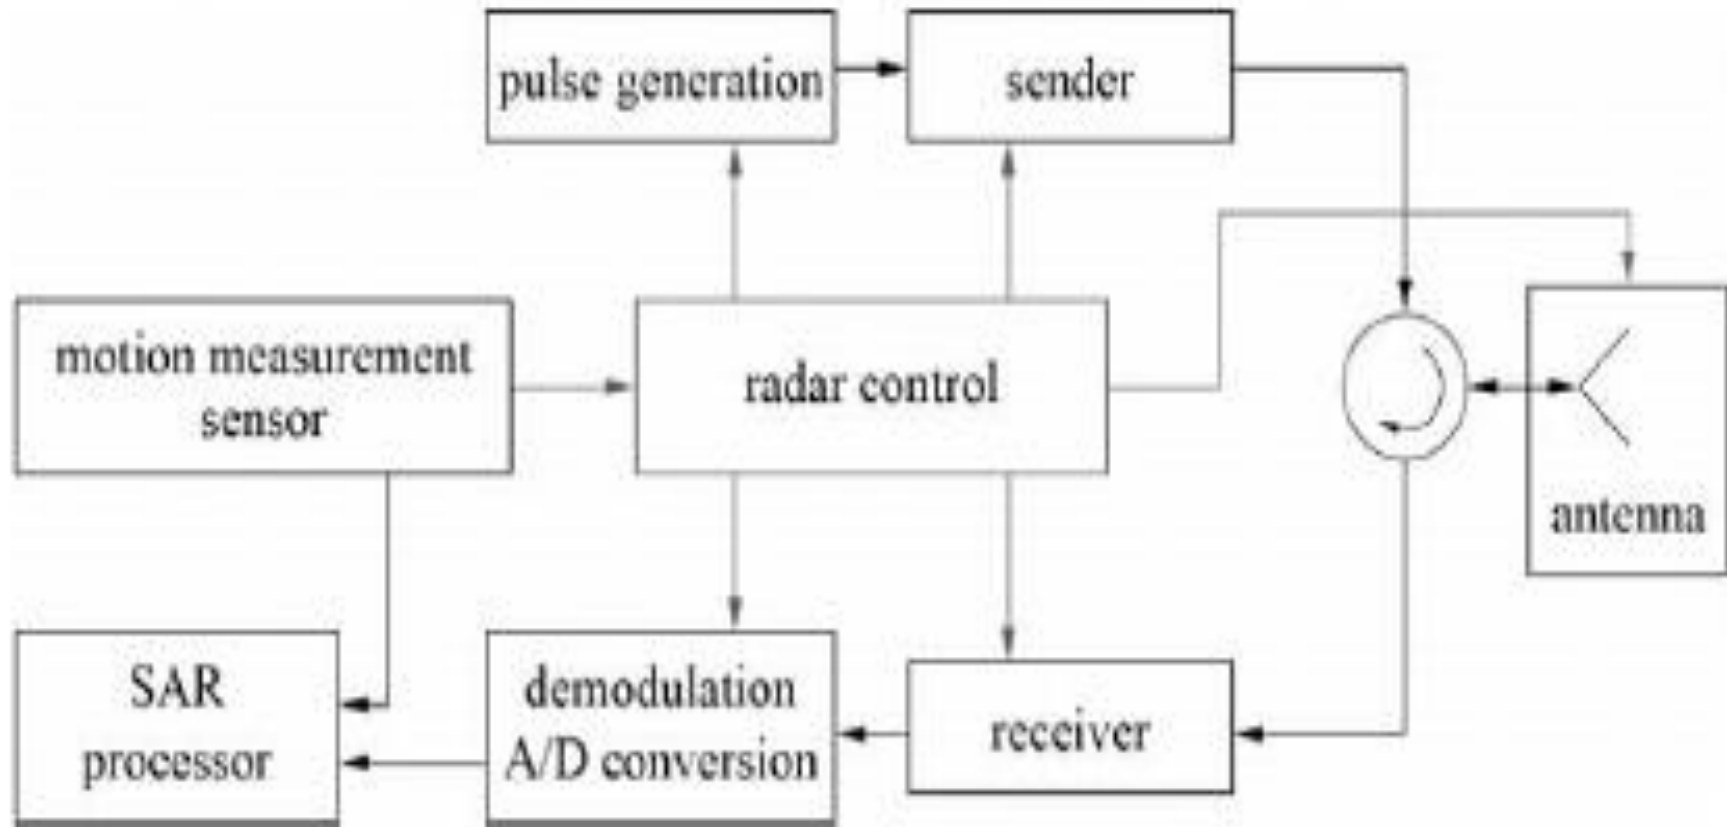 pulse generation
sender
motion measurement
sensor
radar control
antenna
SAR
processor
demodulation
A/D conversion
receiver